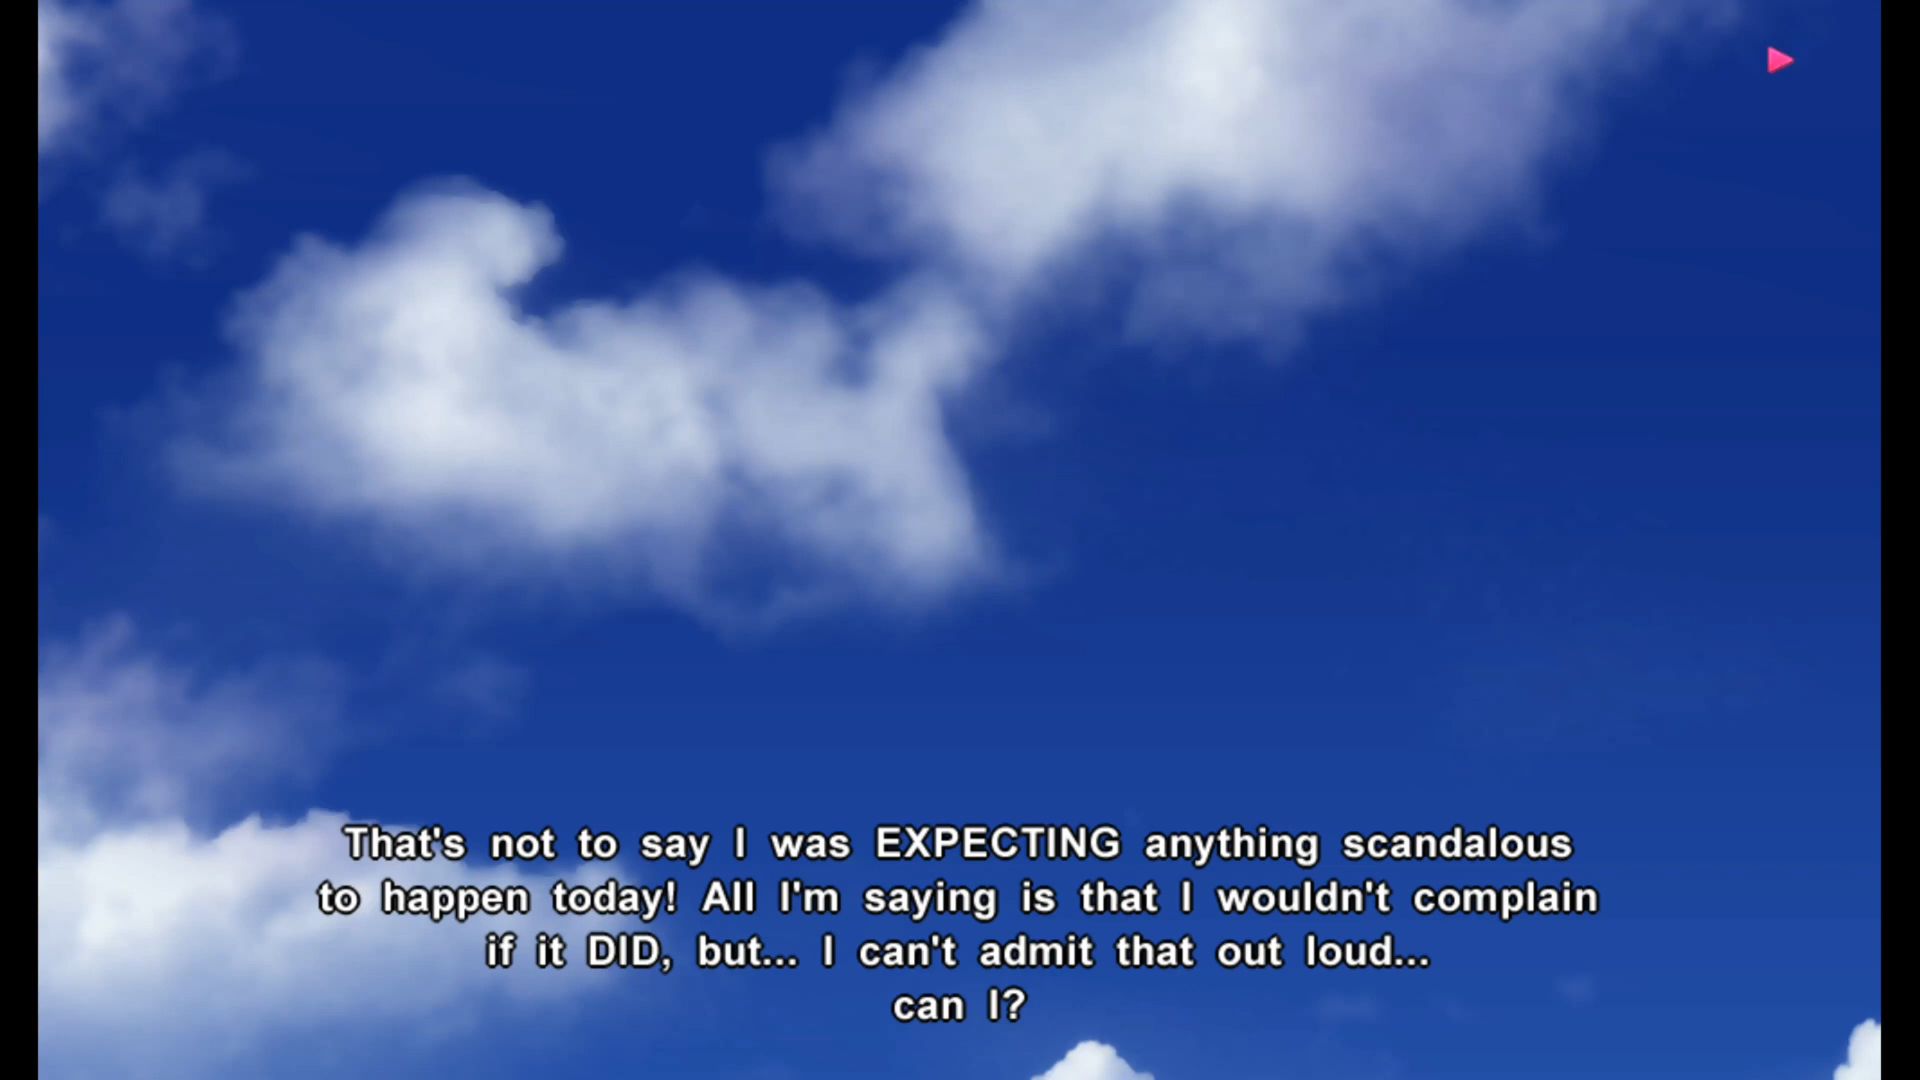 That's not to say I was EXPECTING anything scandalous
to happen today! All I'm saying is that I wouldn't complain
if it DID, but... I can't admit that out loud...
can I?